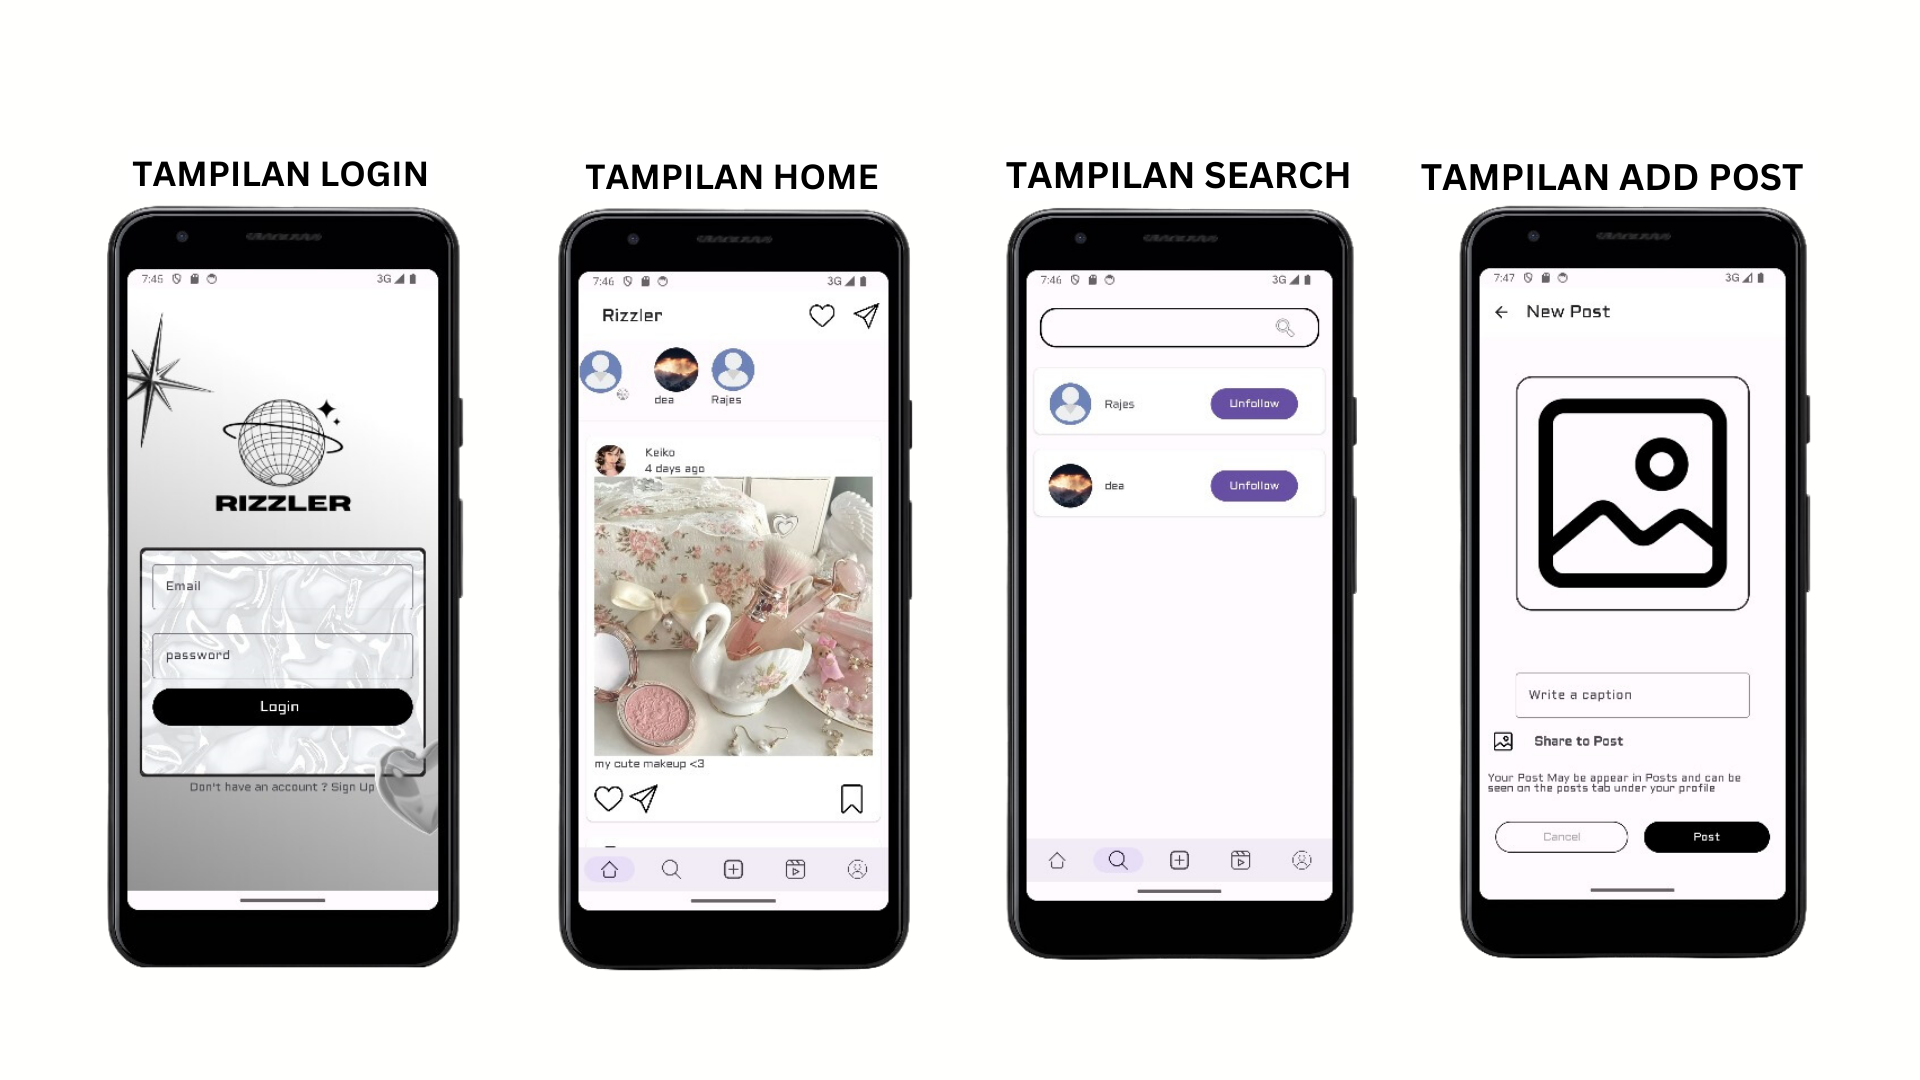 TAMPILAN LOGIN
7:45
3G
RIZZLER
Email
password
Login
Don't have an account ? Sign Up
TAMPILAN HOME
7:46
3G
Rizzler
dea
Rajes
Keiko
4 days ago
my cute makeup <3
TAMPILAN SEARCH
7:46
3G
Rajes
Unfollow
dea
Unfollow
TAMPILAN ADD POST
7:47
3G
New Post
Write a caption
Share to Post
Your Post May be appear in Posts and can be
seen on the posts tab under your profile
Cancel
Post